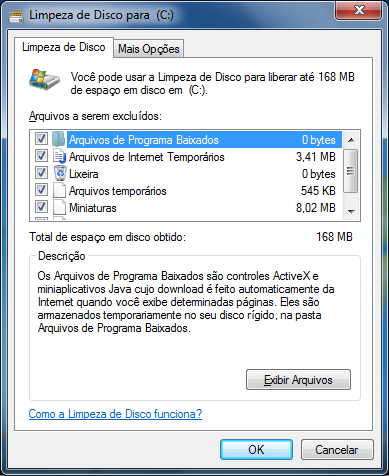 Limpeza de Disco para  (C:)
Limpeza de Disco
Mais Opções
Você pode usar a Limpeza de Disco para liberar até 168 MB
de espaço em disco em  (C:).
Arquivos a serem excluídos:
Arquivos de Programa Baixados 0 bytes
Arquivos de Internet Temporários 3,41 MB
Lixeira 0 bytes
Arquivos temporários 545 KB
Miniaturas 8,02 MB
Total de espaço em disco obtido: 168 MB
Descrição
Os Arquivos de Programa Baixados são controles ActiveX e
miniaplicativos Java cujo download é feito automaticamente da
Internet quando você exibe determinadas páginas. Eles são
armazenados temporariamente no seu disco rígido, na pasta
Arquivos de Programa Baixados.
Exibir Arquivos
Como a Limpeza de Disco funciona?
OK
Cancelar